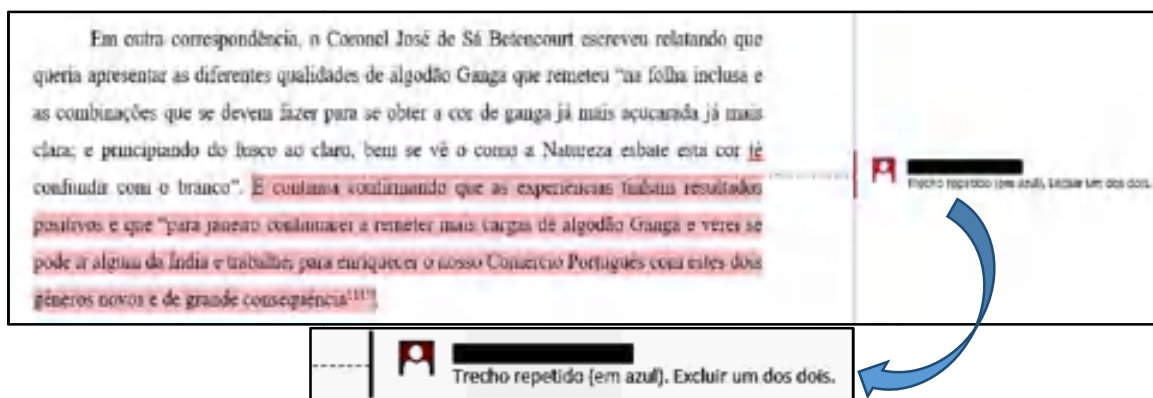 Em outra correspondência, o Coronel José de Sá Betencourt escreveu relatando que
queria apresentar as diferentes qualidades de algodão Ganga que remeteu “na folha inclusa e
as combinações que se devem fazer para se obter a cor de ganga já mais açucarada já mais
clara; e principiando do fusco ao claro, bem se vê o como a Natureza esbate esta cor té
confundir com o branco”. E continua confirmando que as experiências tinham resultados
positivos e que “para janeiro continuarei a remeter mais cargas de algodão Ganga e verei se
pode ir alguma da Índia e trabalhei para enriquecer o nosso Comercio Português com estes dois
gêneros novos e de grande consequência
Trecho repetido (em azul). Excluir um dos dois.
Trecho repetido (em azul). Excluir um dos dois.